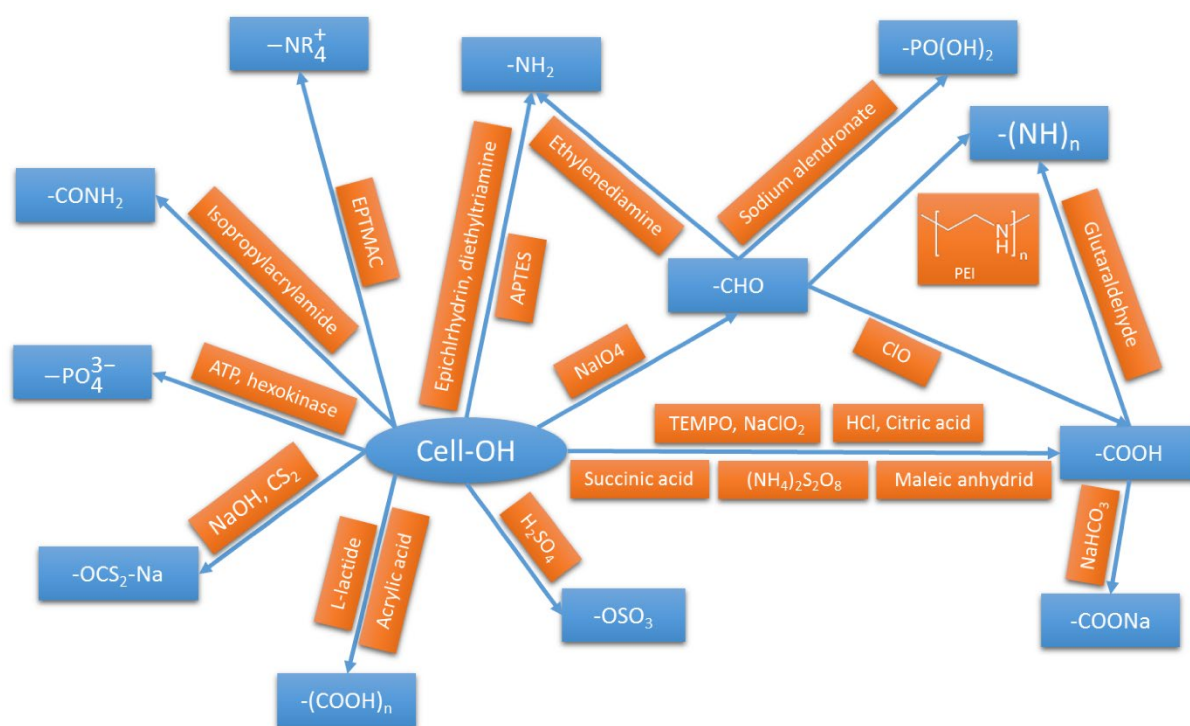 −NR₄⁺
-NH₂
-PO(OH)₂
-(NH)ₙ
-CONH₂
Isopropylacrylamide
EPTMAC
Epichlrhydrin, diethyltriamine
APTES
Ethylenediamine
Sodium alendronate
N
H
n
PEI
Glutaraldehyde
-CHO
−PO₄³⁻
ATP, hexokinase
NaIO4
ClO
Cell-OH
TEMPO, NaClO₂
HCl, Citric acid
Succinic acid
(NH₄)₂S₂O₈
Maleic anhydrid
-COOH
NaOH, CS₂
L-lactide
Acrylic acid
H₂SO₄
NaHCO₃
-OCS₂-Na
-OSO₃
-COONa
-(COOH)ₙ